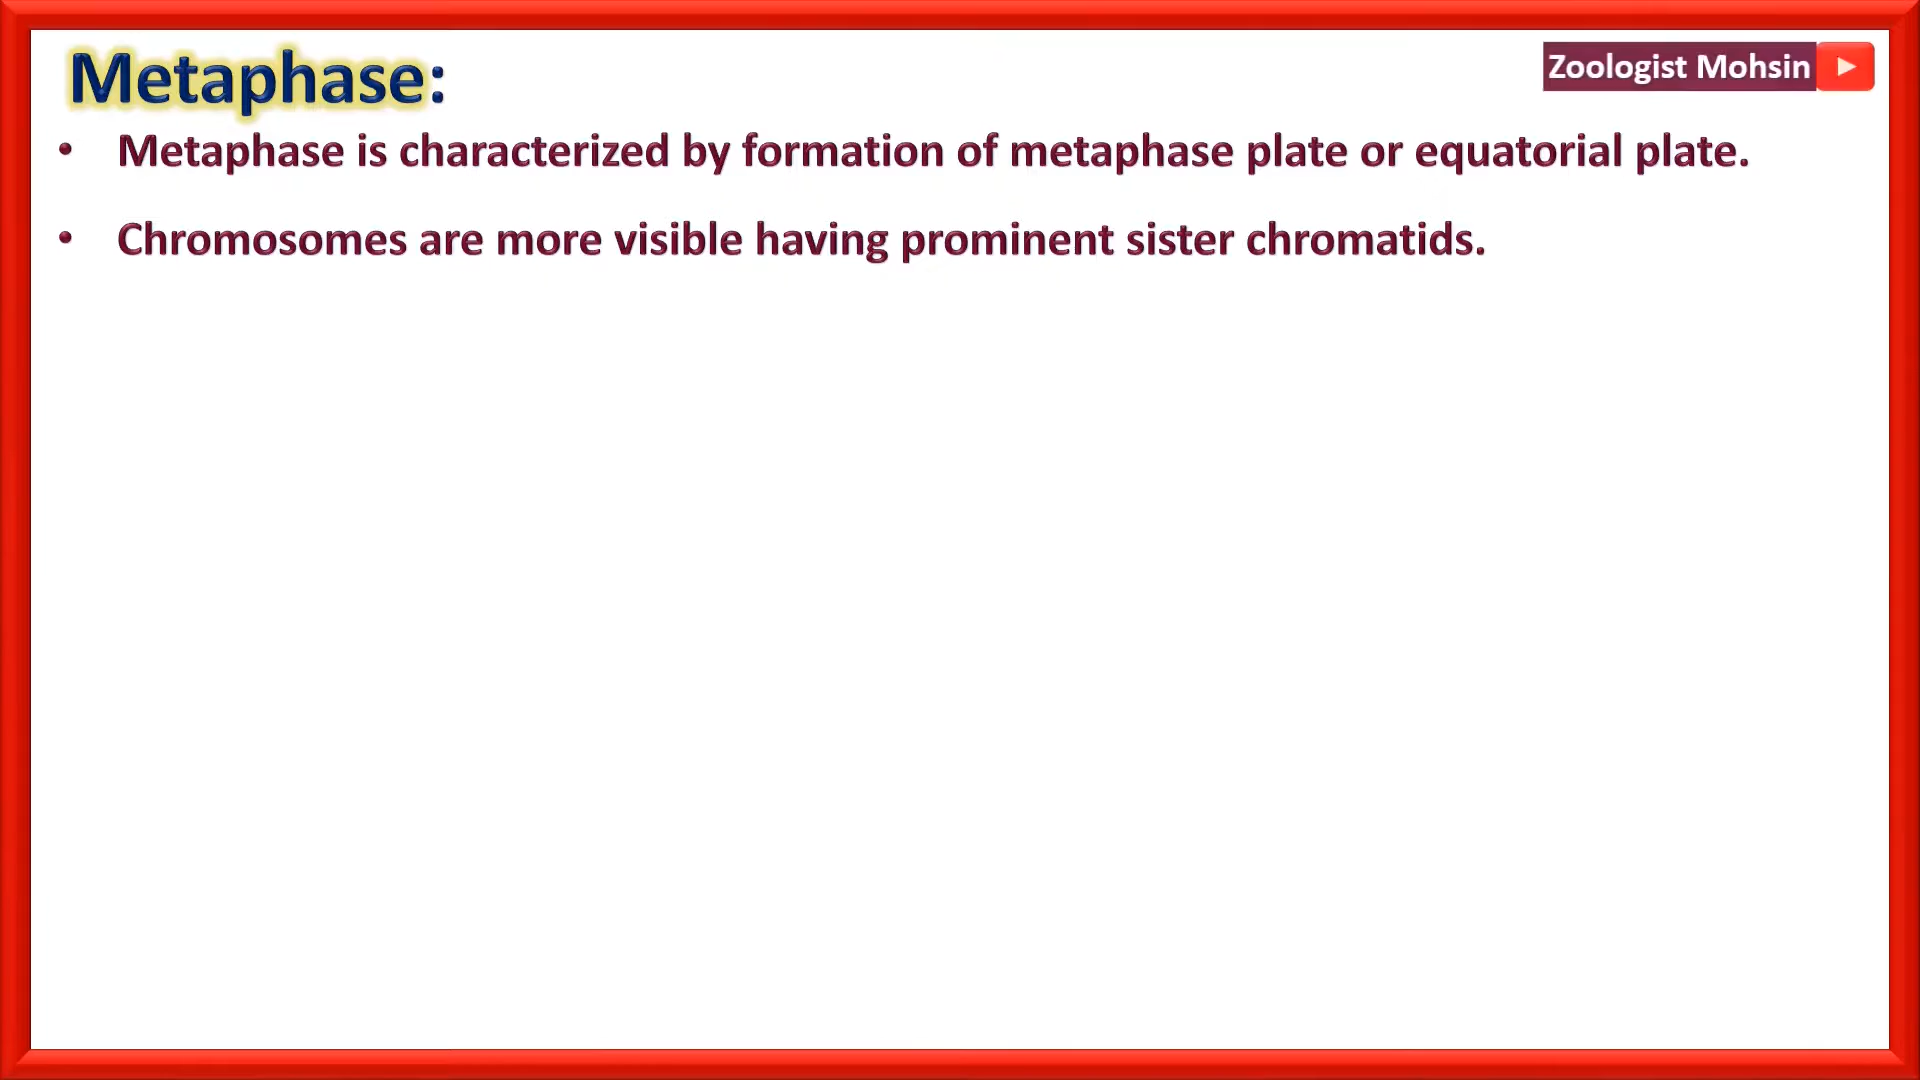 Metaphase:
Zoologist Mohsin
• Metaphase is characterized by formation of metaphase plate or equatorial plate.
• Chromosomes are more visible having prominent sister chromatids.